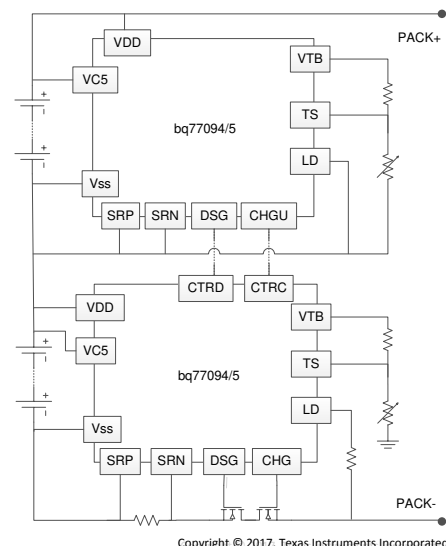 VDD
PACK+
VTB
VC5
+
-
TS
bq77094/5
LD
+
-
Vss
SRP SRN DSG CHGU
CTRD CTRC
VDD
VTB
VC5
+
-
TS
bq77094/5
LD
+
-
Vss
SRP SRN DSG CHG
PACK-
Copyright © 2017, Texas Instruments Incorporated